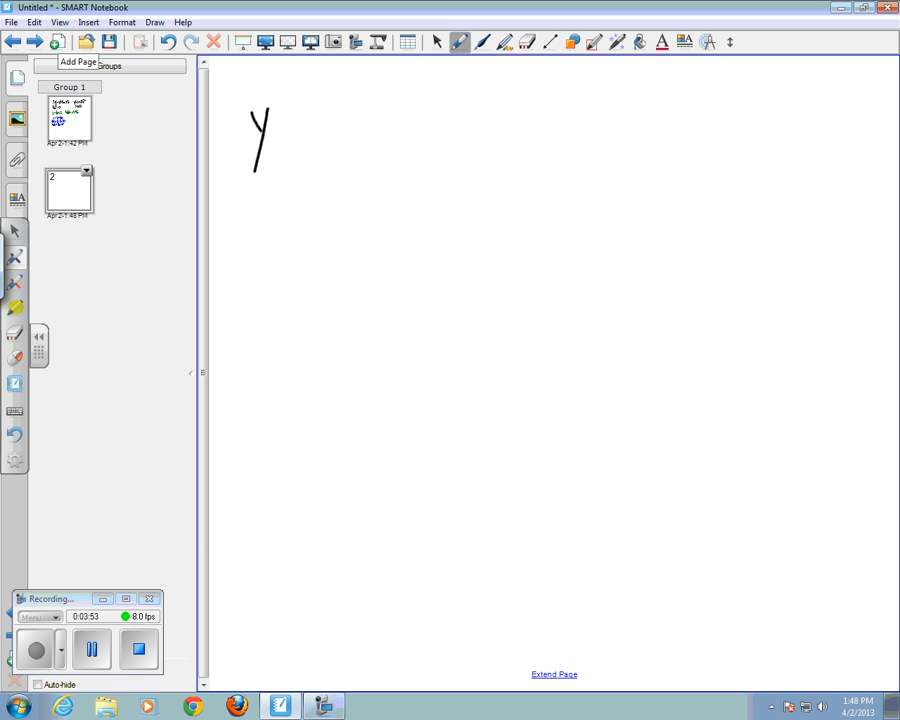 Untitled * - SMART Notebook
File Edit View Insert Format Draw Help
Add Page
Groups
Group 1
Apr 2-1:42 PM
2
Apr 2-1:48 PM
y
Recording...
0:03:53 8.0 fps
Menu
Auto-hide
Extend Page
1:48 PM
4/2/2013